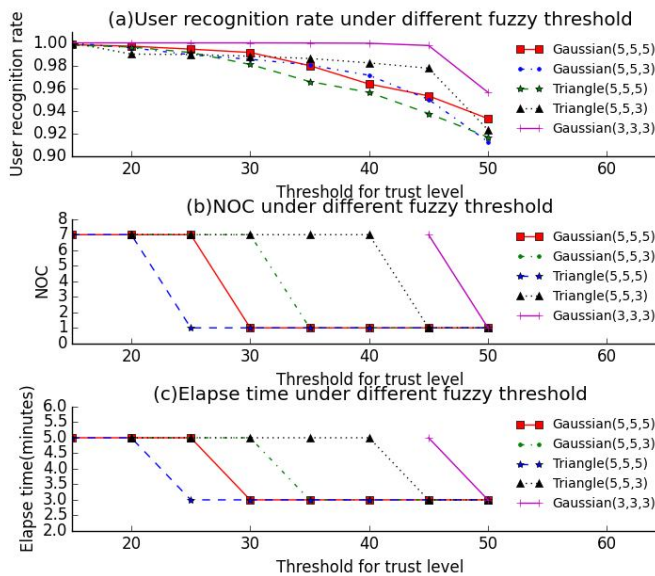 (a)User recognition rate under different fuzzy threshold
User recognition rate
1.00
0.98
0.96
0.94
0.92
0.90
Gaussian(5,5,5)
Gaussian(5,5,3)
Triangle(5,5,5)
Triangle(5,5,3)
Gaussian(3,3,3)
20 30 40 50 60
Threshold for trust level
(b)NOC under different fuzzy threshold
NOC
8
7
6
5
4
3
2
1
0
Gaussian(5,5,5)
Gaussian(5,5,3)
Triangle(5,5,5)
Triangle(5,5,3)
Gaussian(3,3,3)
20 30 40 50 60
Threshold for trust level
(c)Elapse time under different fuzzy threshold
Elapse time(minutes)
6.0
5.5
5.0
4.5
4.0
3.5
3.0
2.5
2.0
Gaussian(5,5,5)
Gaussian(5,5,3)
Triangle(5,5,5)
Triangle(5,5,3)
Gaussian(3,3,3)
20 30 40 50 60
Threshold for trust level